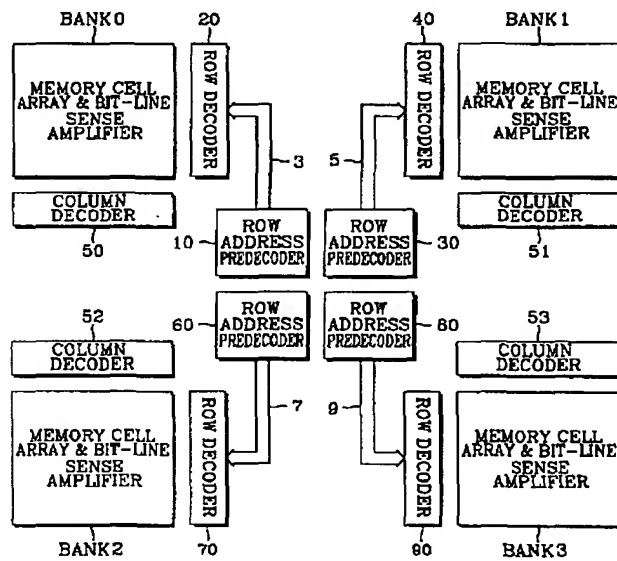 BANK0
20
40
BANK1
MEMORY CELL
ARRAY & BIT-LINE
SENSE
AMPLIFIER
ROW DECODER
ROW DECODER
MEMORY CELL
ARRAY & BIT-LINE
SENSE
AMPLIFIER
3
5
COLUMN
DECODER
50
10
ROW
ADDRESS
PREDECODER
ROW
ADDRESS
PREDECODER
30
COLUMN
DECODER
51
52
COLUMN
DECODER
60
ROW
ADDRESS
PREDECODER
ROW
ADDRESS
PREDECODER
80
53
COLUMN
DECODER
7
9
MEMORY CELL
ARRAY & BIT-LINE
SENSE
AMPLIFIER
ROW DECODER
ROW DECODER
MEMORY CELL
ARRAY & BIT-LINE
SENSE
AMPLIFIER
BANK2
70
90
BANK3